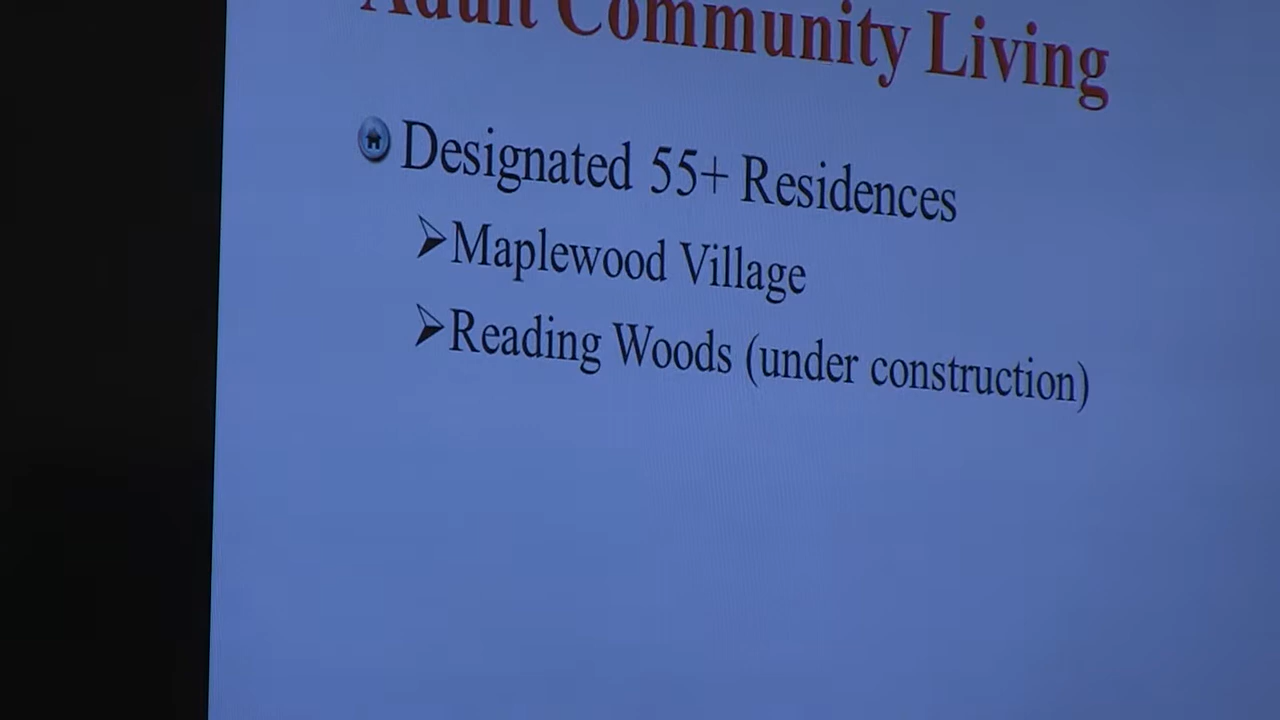 Adult Community Living
Designated 55+ Residences
Maplewood Village
Reading Woods (under construction)